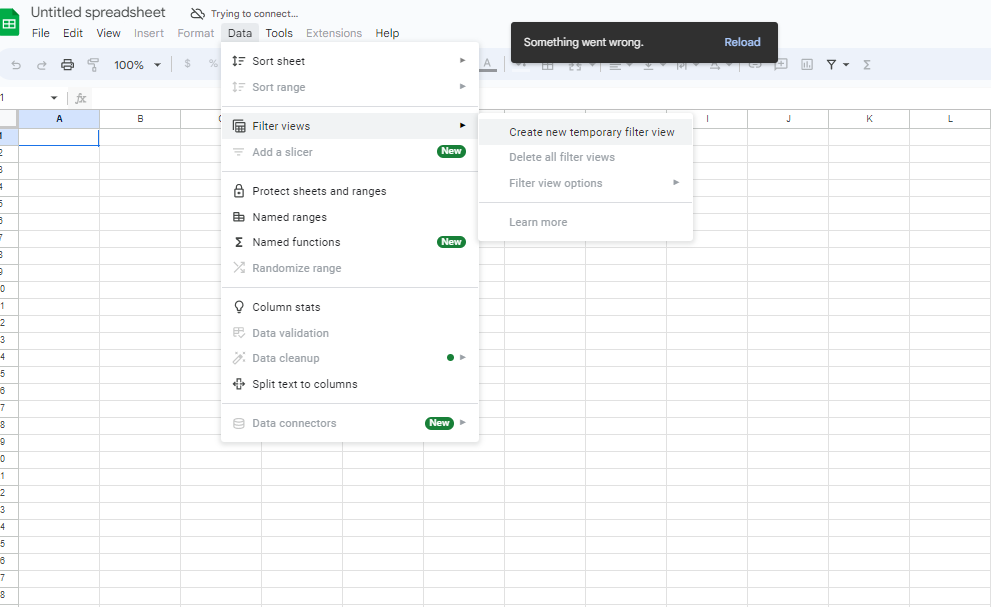 Untitled spreadsheet
Trying to connect...
File Edit View Insert Format Data Tools Extensions Help
Something went wrong. Reload
100% $ % A Σ
1 fx
A B I J K L
Sort sheet
Sort range
Filter views
Add a slicer New
Protect sheets and ranges
Named ranges
Σ Named functions New
Randomize range
Column stats
Data validation
Data cleanup
Split text to columns
Data connectors New
Create new temporary filter view
Delete all filter views
Filter view options
Learn more
1
2
3
4
5
6
7
8
9
0
1
2
3
4
5
6
7
8
9
0
1
2
3
4
5
6
7
8